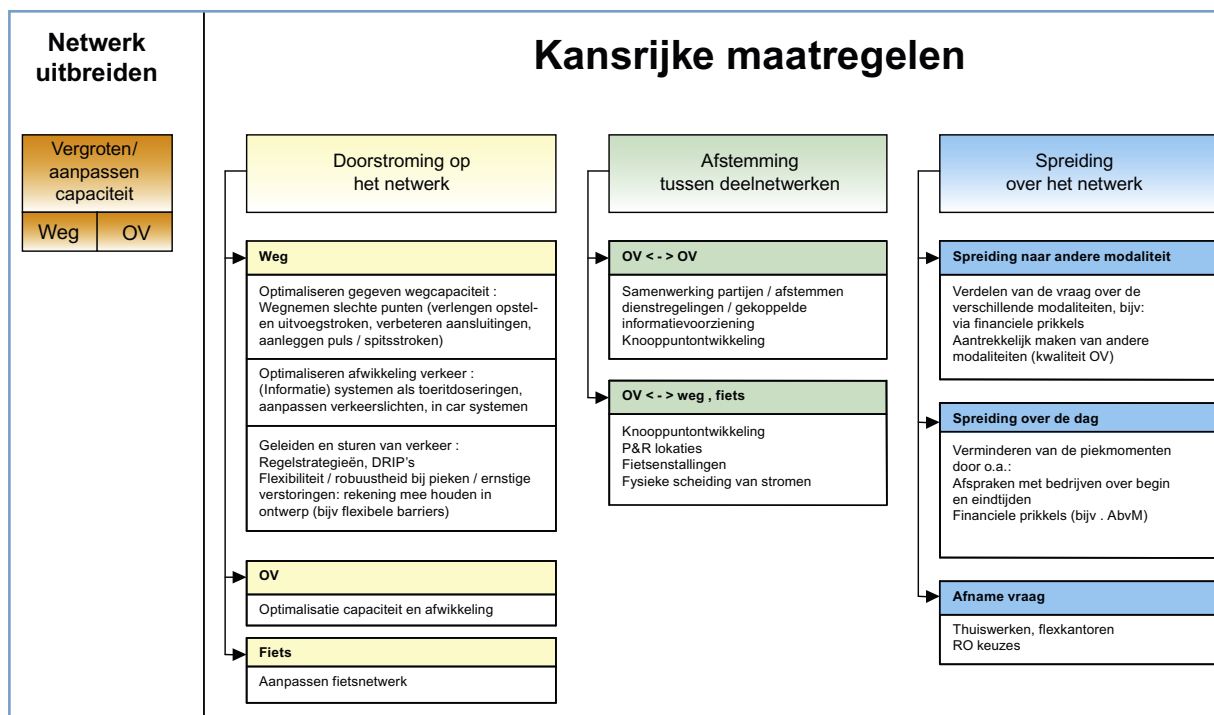 Netwerk
uitbreiden
Vergroten/
aanpassen
capaciteit
Weg
OV
Kansrijke maatregelen
Doorstroming op
het netwerk
Weg
Optimaliseren gegeven wegcapaciteit :
Wegnemen slechte punten (verlengen opstel-
en uitvoegstroken, verbeteren aansluitingen,
aanleggen puls / spitsstroken)
Optimaliseren afwikkeling verkeer :
(Informatie) systemen als toeritdoseringen,
aanpassen verkeerslichten, in car systemen
Geleiden en sturen van verkeer :
Regelstrategieën, DRIP's
Flexibiliteit / robuustheid bij pieken / ernstige
verstoringen: rekening mee houden in
ontwerp (bijv flexibele barriers)
OV
Optimalisatie capaciteit en afwikkeling
Fiets
Aanpassen fietsnetwerk
Afstemming
tussen deelnetwerken
OV < - > OV
Samenwerking partijen / afstemmen
dienstregelingen / gekoppelde
informatievoorziening
Knooppuntontwikkeling
OV < - > weg , fiets
Knooppuntontwikkeling
P&R lokaties
Fietsenstallingen
Fysieke scheiding van stromen
Spreiding
over het netwerk
Spreiding naar andere modaliteit
Verdelen van de vraag over de
verschillende modaliteiten, bijv:
via financiele prikkels
Aantrekkelijk maken van andere
modaliteiten (kwaliteit OV)
Spreiding over de dag
Verminderen van de piekmomenten
door o.a.:
Afspraken met bedrijven over begin
en eindtijden
Financiele prikkels (bijv . AbvM)
Afname vraag
Thuiswerken, flexkantoren
RO keuzes